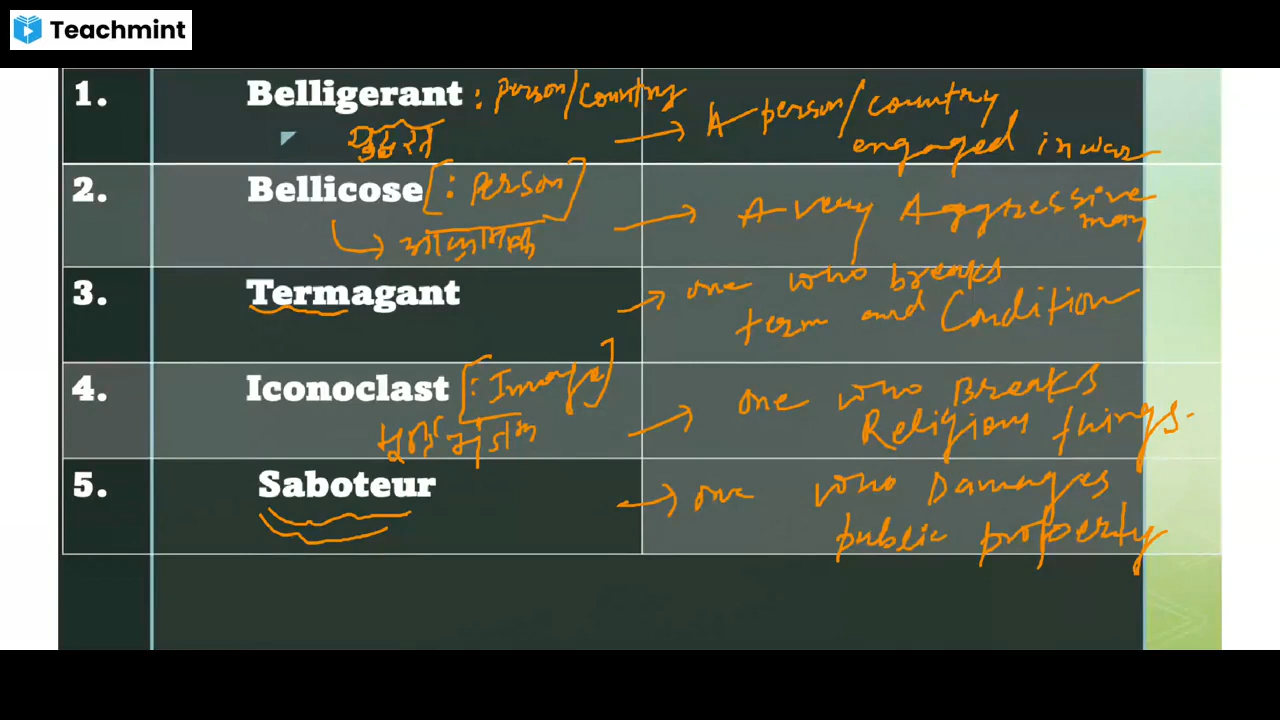 Teachmint
1. Belligerant : person/country
युद्धरत
→ A person/country
engaged in war
2. Bellicose [: person]
→ A very Aggressive
man
3. Termagant
→ one who breaks
term and Condition
4. Iconoclast [: Image]
मूर्ति भंजक
→ one who Breaks
Religious things.
5. Saboteur
→ one who Damages
public property